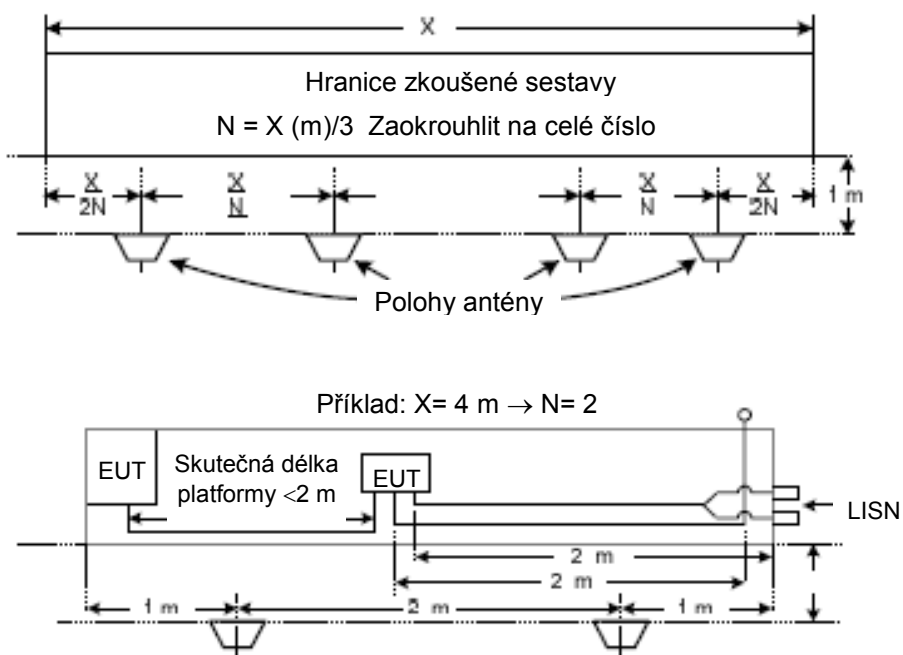 X
Hranice zkoušené sestavy
N = X (m)/3 Zaokrouhlit na celé číslo
X/2N X/N X/N X/2N
1 m
Polohy antény
Příklad: X= 4 m → N= 2
EUT
Skutečná délka
platformy <2 m
EUT
LISN
2 m
2 m
1 m 2 m 1 m